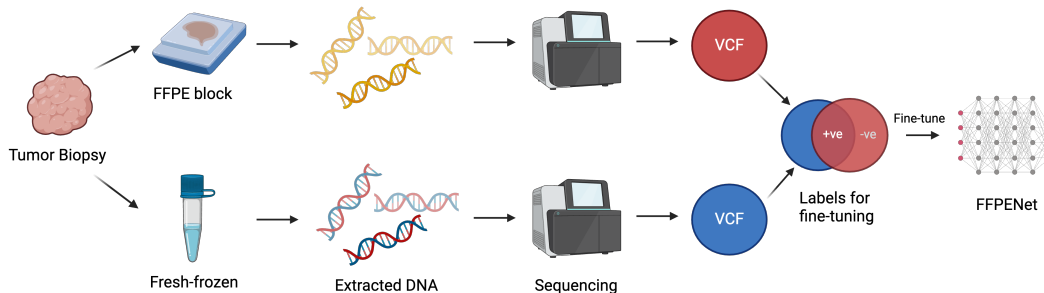 VCF
FFPE block
Tumor Biopsy
+ve
-ve
Fine-tune
Labels for
fine-tuning
FFPENet
VCF
Fresh-frozen
Extracted DNA
Sequencing